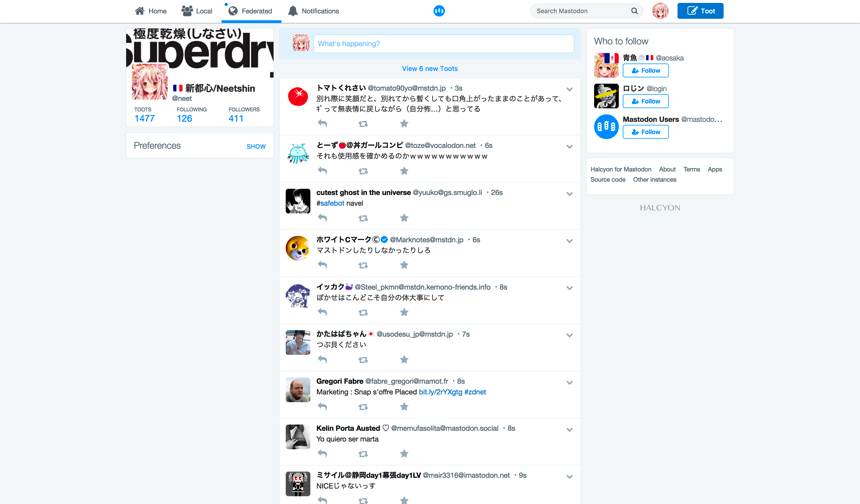 Home
Local
Federated
Notifications
Search Mastodon
Toot
極度乾燥(しなさい)
Superdry
🇫🇷 新都心/Neetshin
@neet
TOOTS FOLLOWING FOLLOWERS
1477 126 411
Preferences SHOW
What's happening?
View 6 new Toots
トマトくれさい @tomato90yo@mstdn.jp ・3s
別れ際に笑顔だと、別れてから暫くしても口角上がったままのことがあって、
ｷﾞｯて無表情に戻しながら（自分怖…）と思ってる
とーず🍅@丼ガールコンピ @toze@vocalodon.net ・6s
それも使用感を確かめるのかｗｗｗｗｗｗｗｗｗｗｗ
cutest ghost in the universe @yuuko@gs.smuglo.li ・26s
#safebot navel
ホワイトCマークⒸ @Marknotes@mstdn.jp ・6s
マストドンしたりしなかったりしろ
イッカク🐳 @Steel_pkmn@mstdn.kemono-friends.info ・8s
ばかせはこんどこそ自分の体大事にして
かたはばちゃん🇯🇵 @usodesu_jp@mstdn.jp ・7s
つぶ貝ください
Gregori Fabre @fabre_gregori@mamot.fr ・8s
Marketing : Snap s'offre Placed bit.ly/2rYXgtg #zdnet
Kelin Porta Austed ♡ @memufasolita@mastodon.social ・8s
Yo quiero ser marta
ミサイル@静岡day1幕張day1LV @msir3316@imastodon.net ・9s
NICEじゃないっす
Who to follow
青魚🇫🇷 @aosaka
Follow
ロジン @login
Follow
Mastodon Users @mastodo...
Follow
Halcyon for Mastodon About Terms Apps
Source code Other instances
HALCYON